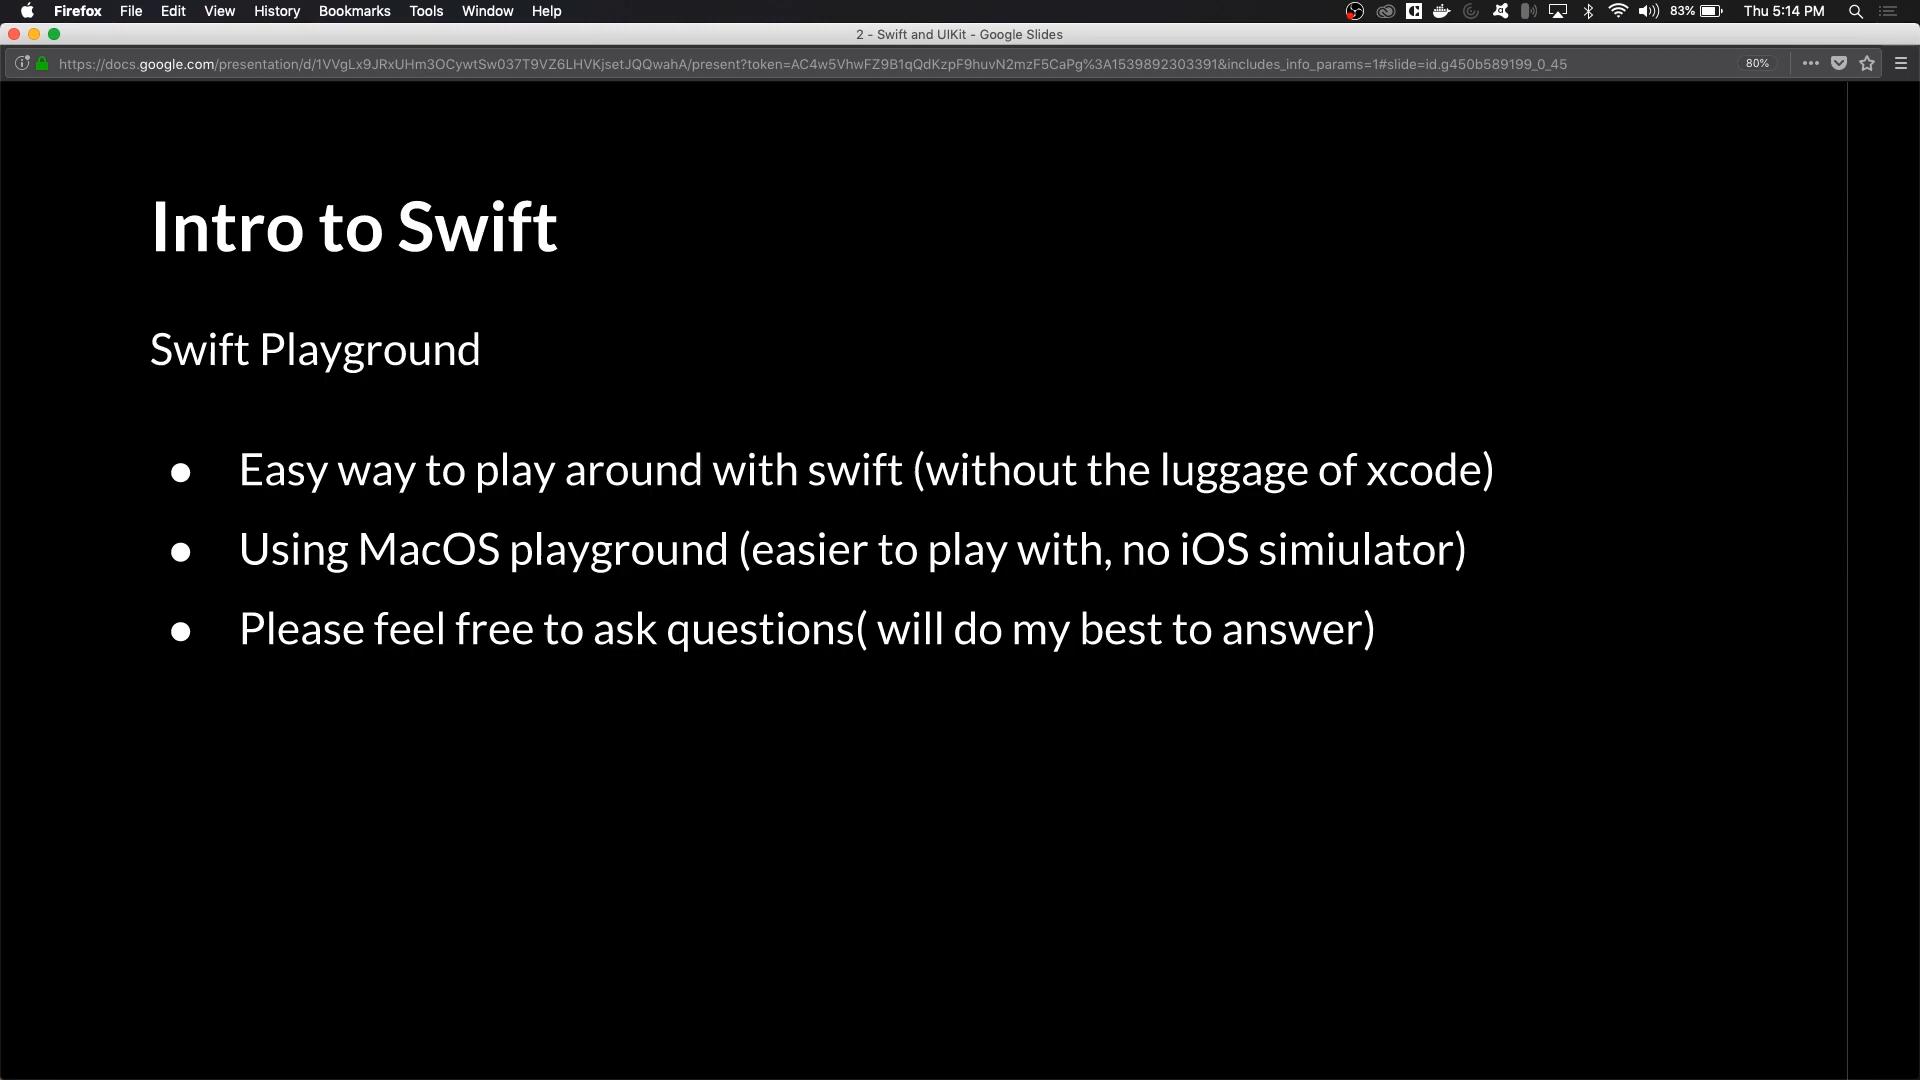 Firefox File Edit View History Bookmarks Tools Window Help 83% Thu 5:14 PM
2 - Swift and UIKit - Google Slides
https://docs.google.com/presentation/d/1VVgLx9JRxUHm3OCywtSw037T9VZ6LHVKjsetJQQwahA/present?token=AC4w5VhwFZ9B1qQdKzpF9huvN2mzF5CaPg%3A1539892303391&includes_info_params=1#slide=id.g450b589199_0_45 80%
Intro to Swift
Swift Playground
● Easy way to play around with swift (without the luggage of xcode)
● Using MacOS playground (easier to play with, no iOS simiulator)
● Please feel free to ask questions( will do my best to answer)